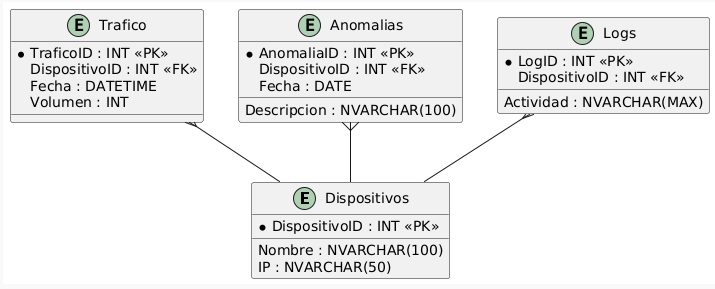 E Trafico
TraficoID : INT «PK»
DispositivoID : INT «FK»
Fecha : DATETIME
Volumen : INT
E Anomalias
AnomaliaID : INT «PK»
DispositivoID : INT «FK»
Fecha : DATE
Descripcion : NVARCHAR(100)
E Logs
LogID : INT «PK»
DispositivoID : INT «FK»
Actividad : NVARCHAR(MAX)
E Dispositivos
DispositivoID : INT «PK»
Nombre : NVARCHAR(100)
IP : NVARCHAR(50)